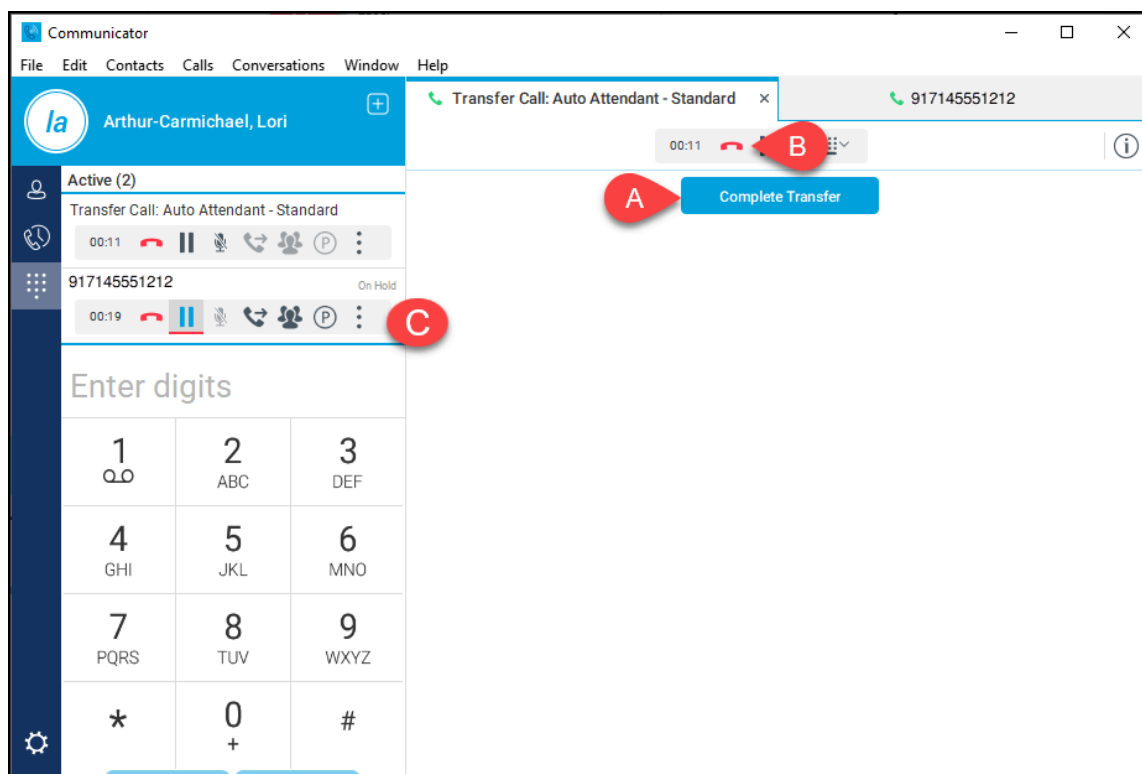 Communicator
File Edit Contacts Calls Conversations Window Help
la
Arthur-Carmichael, Lori
Transfer Call: Auto Attendant - Standard
917145551212
00:11
B
A
Complete Transfer
Active (2)
Transfer Call: Auto Attendant - Standard
00:11
P
917145551212
On Hold
00:19
P
C
Enter digits
1
2
ABC
3
DEF
4
GHI
5
JKL
6
MNO
7
PQRS
8
TUV
9
WXYZ
*
0
+
#